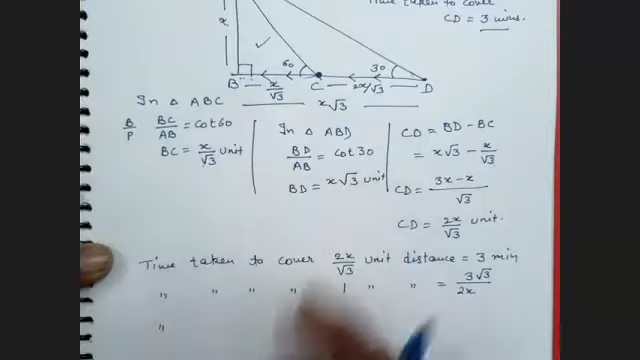 Time taken to cover
CD = 3 mins.
x
60
30
B
x/√3
C
2x/√3
D
x√3
In △ ABC
B/P BC/AB = cot 60
BC = x/√3 unit
In △ ABD
BD/AB = cot 30
BD = x√3 unit
CD = BD - BC
= x√3 - x/√3
CD = 3x-x/√3
CD = 2x/√3 unit.
Time taken to cover 2x/√3 unit distance = 3 min
" " " " 1 " " = 3√3/2x
"